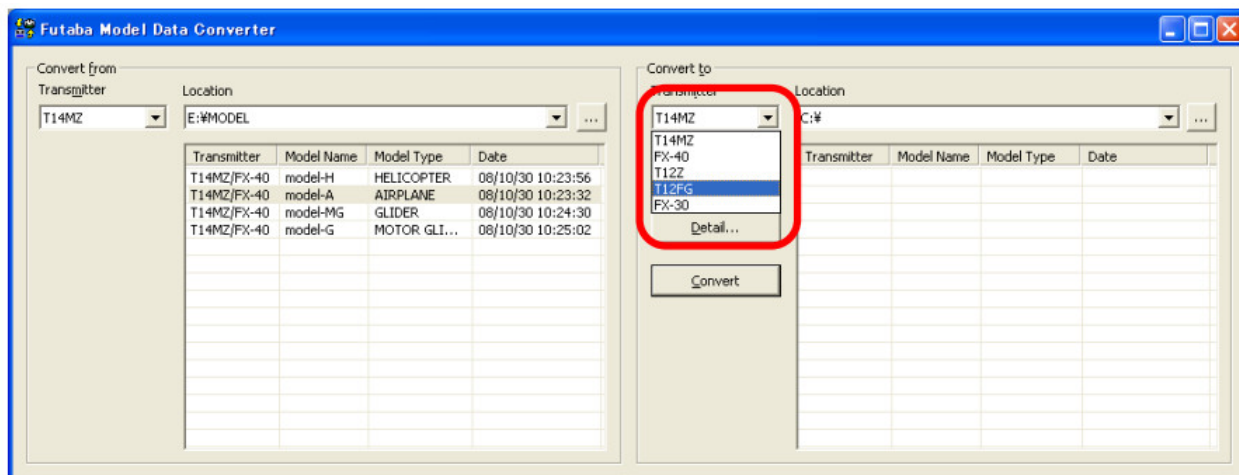 Futaba Model Data Converter
Convert from
Transmitter Location
T14MZ E:¥MODEL ...
Transmitter Model Name Model Type Date
T14MZ/FX-40 model-H HELICOPTER 08/10/30 10:23:56
T14MZ/FX-40 model-A AIRPLANE 08/10/30 10:23:32
T14MZ/FX-40 model-MG GLIDER 08/10/30 10:24:30
T14MZ/FX-40 model-G MOTOR GLI... 08/10/30 10:25:02
Convert to
Transmitter Location
T14MZ C:¥ ...
T14MZ
FX-40
T12Z
T12FG
FX-30
Detail...
Convert
Transmitter Model Name Model Type Date